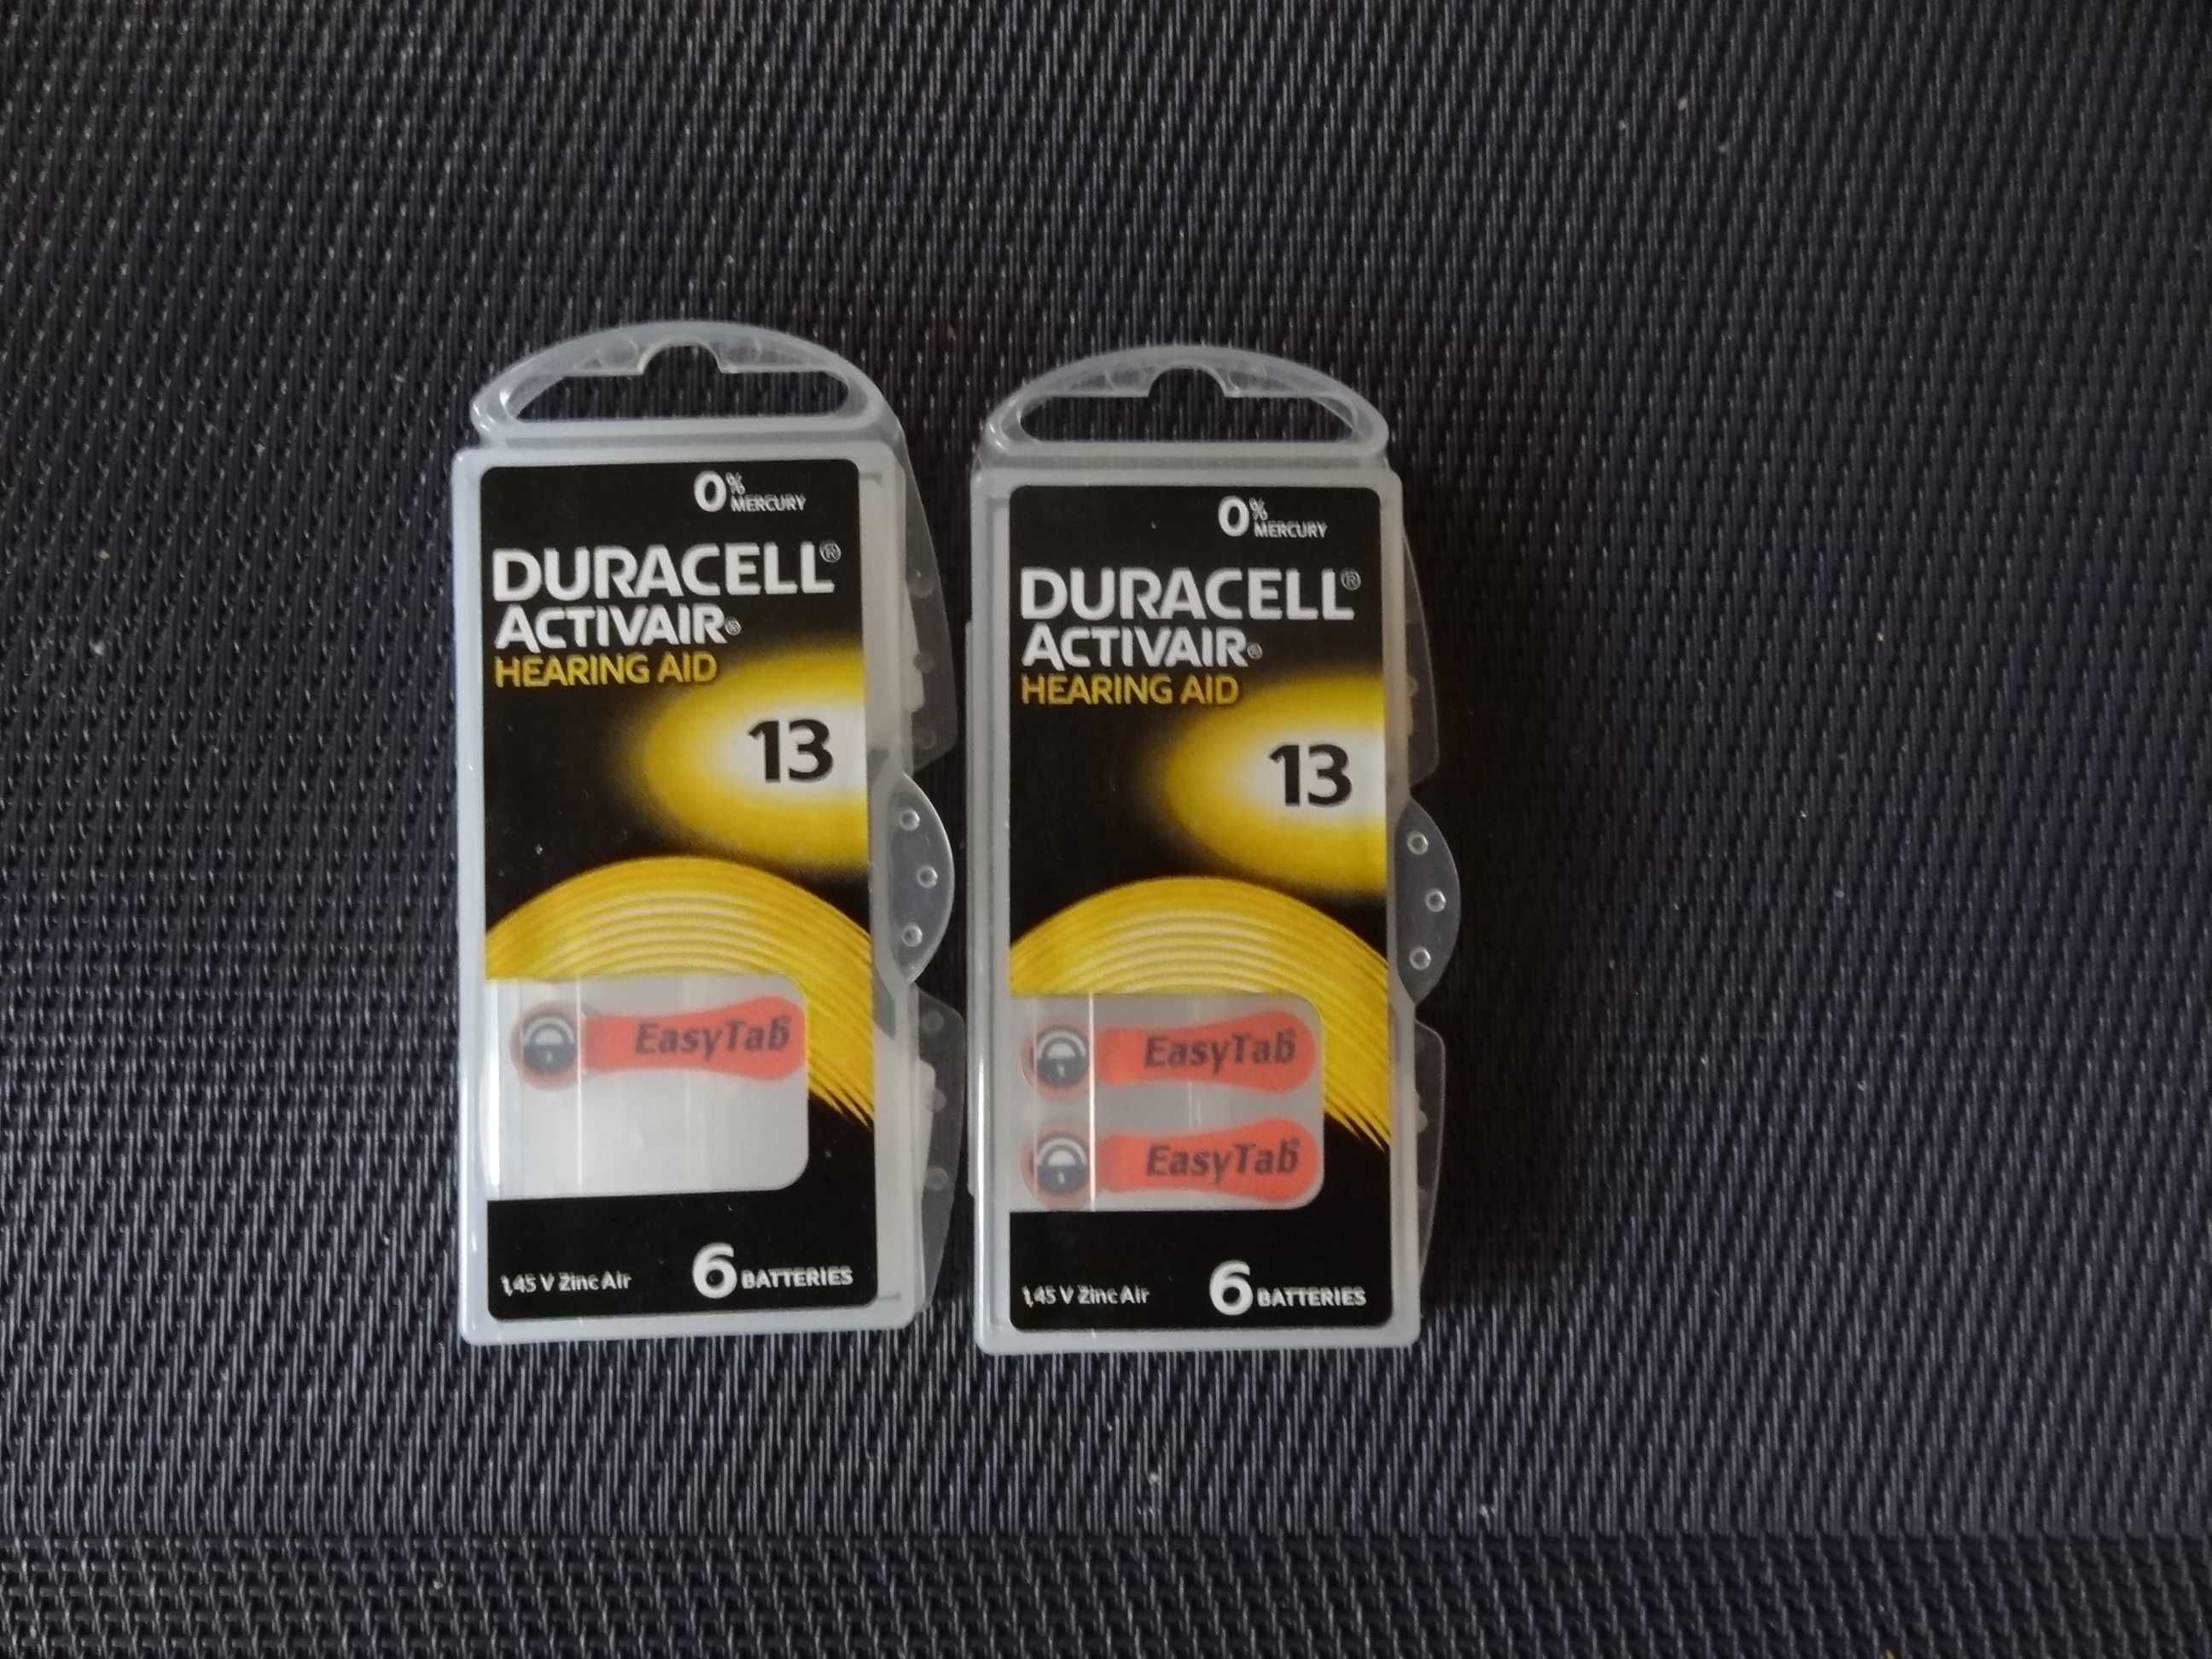 0% MERCURY
DURACELL®
ACTIVAIR®
HEARING AID
13
EasyTab®
1,45 V Zinc Air
6 BATTERIES
0% MERCURY
DURACELL®
ACTIVAIR®
HEARING AID
13
EasyTab®
EasyTab®
1,45 V Zinc Air
6 BATTERIES